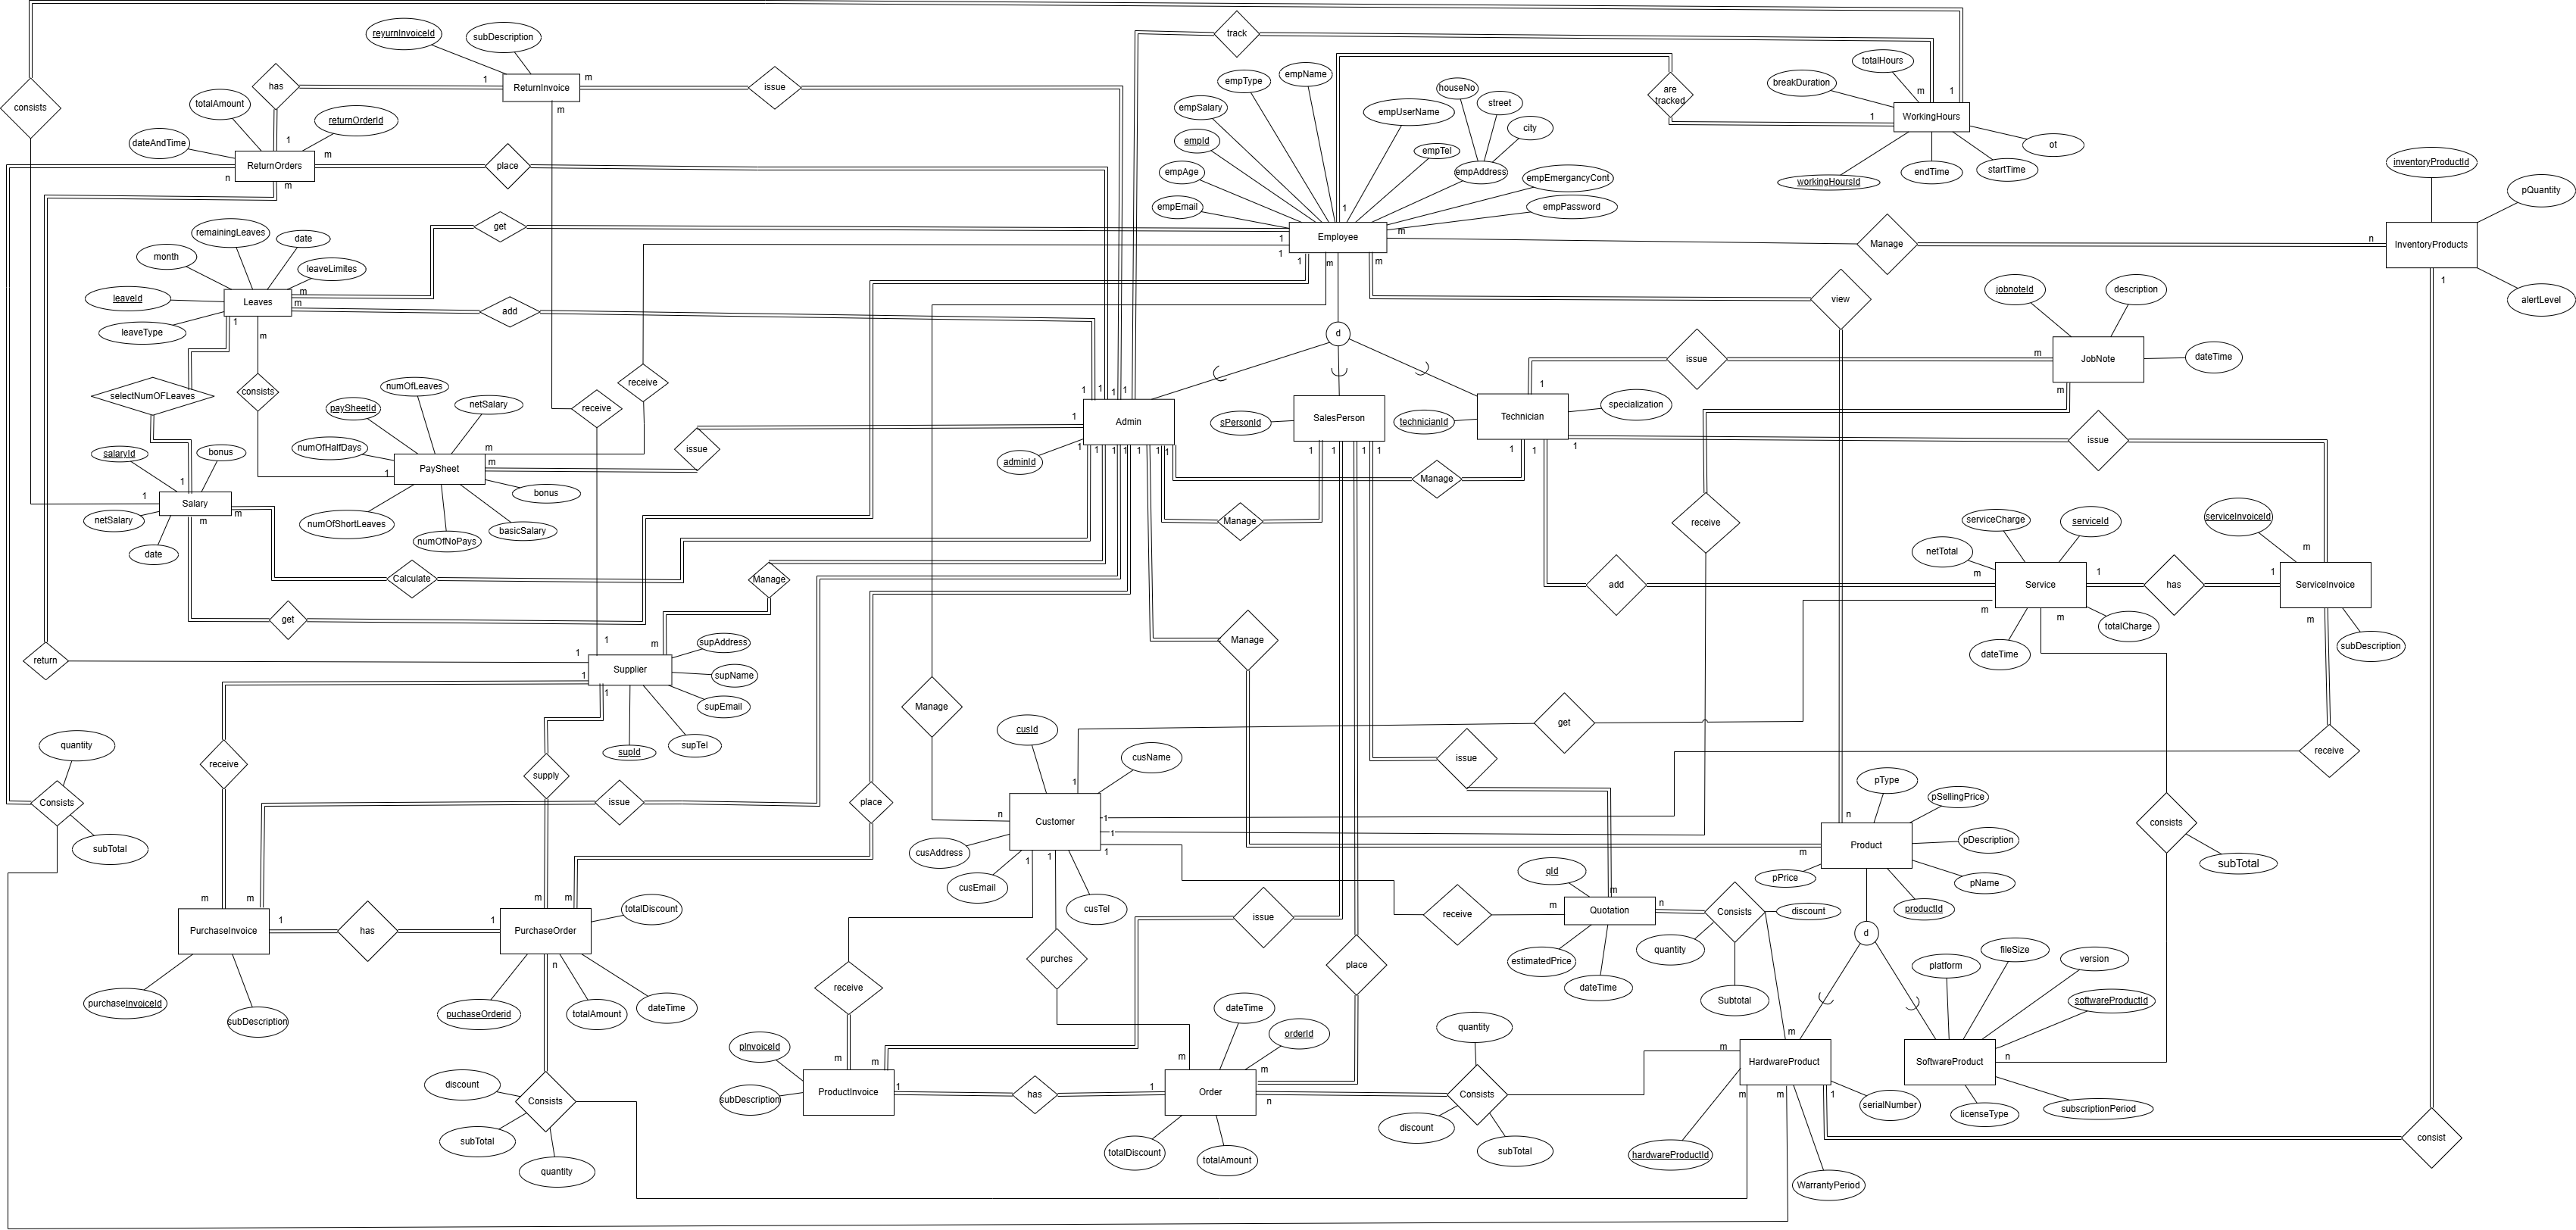 reyurnInvoiceId
subDescription
track
totalHours
breakDuration
has
1
ReturnInvoice
m
issue
m
empType
empName
are
tracked
m
1
consists
totalAmount
returnOrderId
1
houseNo
street
city
empSalary
empUserName
1
WorkingHours
ot
dateAndTime
ReturnOrders
m
place
empId
empTel
empAddress
empAge
empEmergancyCont
empEmail
empPassword
workingHoursId
endTime
startTime
inventoryProductId
pQuantity
n
m
remainingLeaves
date
month
leaveLimites
get
1
1
1
Employee
m
1
m
m
Manage
n
InventoryProducts
1
alertLevel
leaveId
Leaves
m
m
leaveType
1
m
add
d
view
jobnoteId
description
m
JobNote
dateTime
m
issue
selectNumOFLeaves
consists
receive
receive
numOfLeaves
paySheetId
netSalary
numOfHalfDays
PaySheet
m
m
1
issue
bonus
numOfShortLeaves
numOfNoPays
basicSalary
1
1
1
1
1
Admin
adminId
1
1
1
1
1
1
1
sPersonId
SalesPerson
1
1
1
1
technicianId
1
Technician
specialization
1
1
1
issue
Manage
Manage
salaryId
bonus
1
1
Salary
m
m
netSalary
date
Calculate
get
Manage
receive
add
serviceCharge
serviceId
netTotal
m
Service
1
has
1
ServiceInvoice
serviceInvoiceId
m
m
m
m
dateTime
totalCharge
subDescription
return
1
1
m
Supplier
1
1
supAddress
supName
supEmail
supId
supTel
Manage
Manage
get
receive
quantity
Consists
subTotal
receive
supply
issue
place
cusId
cusName
1
n
Customer
1
1
1
1
1
cusAddress
cusEmail
cusTel
issue
n
pType
pSellingPrice
pDescription
pName
productId
pPrice
m
Product
consists
subTotal
m
m
PurchaseInvoice
1
has
1
m
m
PurchaseOrder
n
totalDiscount
purchaseInvoiceId
subDescription
puchaseOrderid
totalAmount
dateTime
receive
purches
issue
place
receive
m
qId
m
Quotation
n
Consists
discount
quantity
Subtotal
estimatedPrice
dateTime
d
platform
fileSize
version
softwareProductId
SoftwareProduct
n
licenseType
subscriptionPeriod
discount
Consists
subTotal
quantity
pInvoiceId
subDescription
m
m
ProductInvoice
1
has
1
m
m
Order
n
dateTime
orderId
totalDiscount
totalAmount
quantity
Consists
discount
subTotal
m
m
HardwareProduct
m
m
1
serialNumber
hardwareProductId
WarrantyPeriod
consist